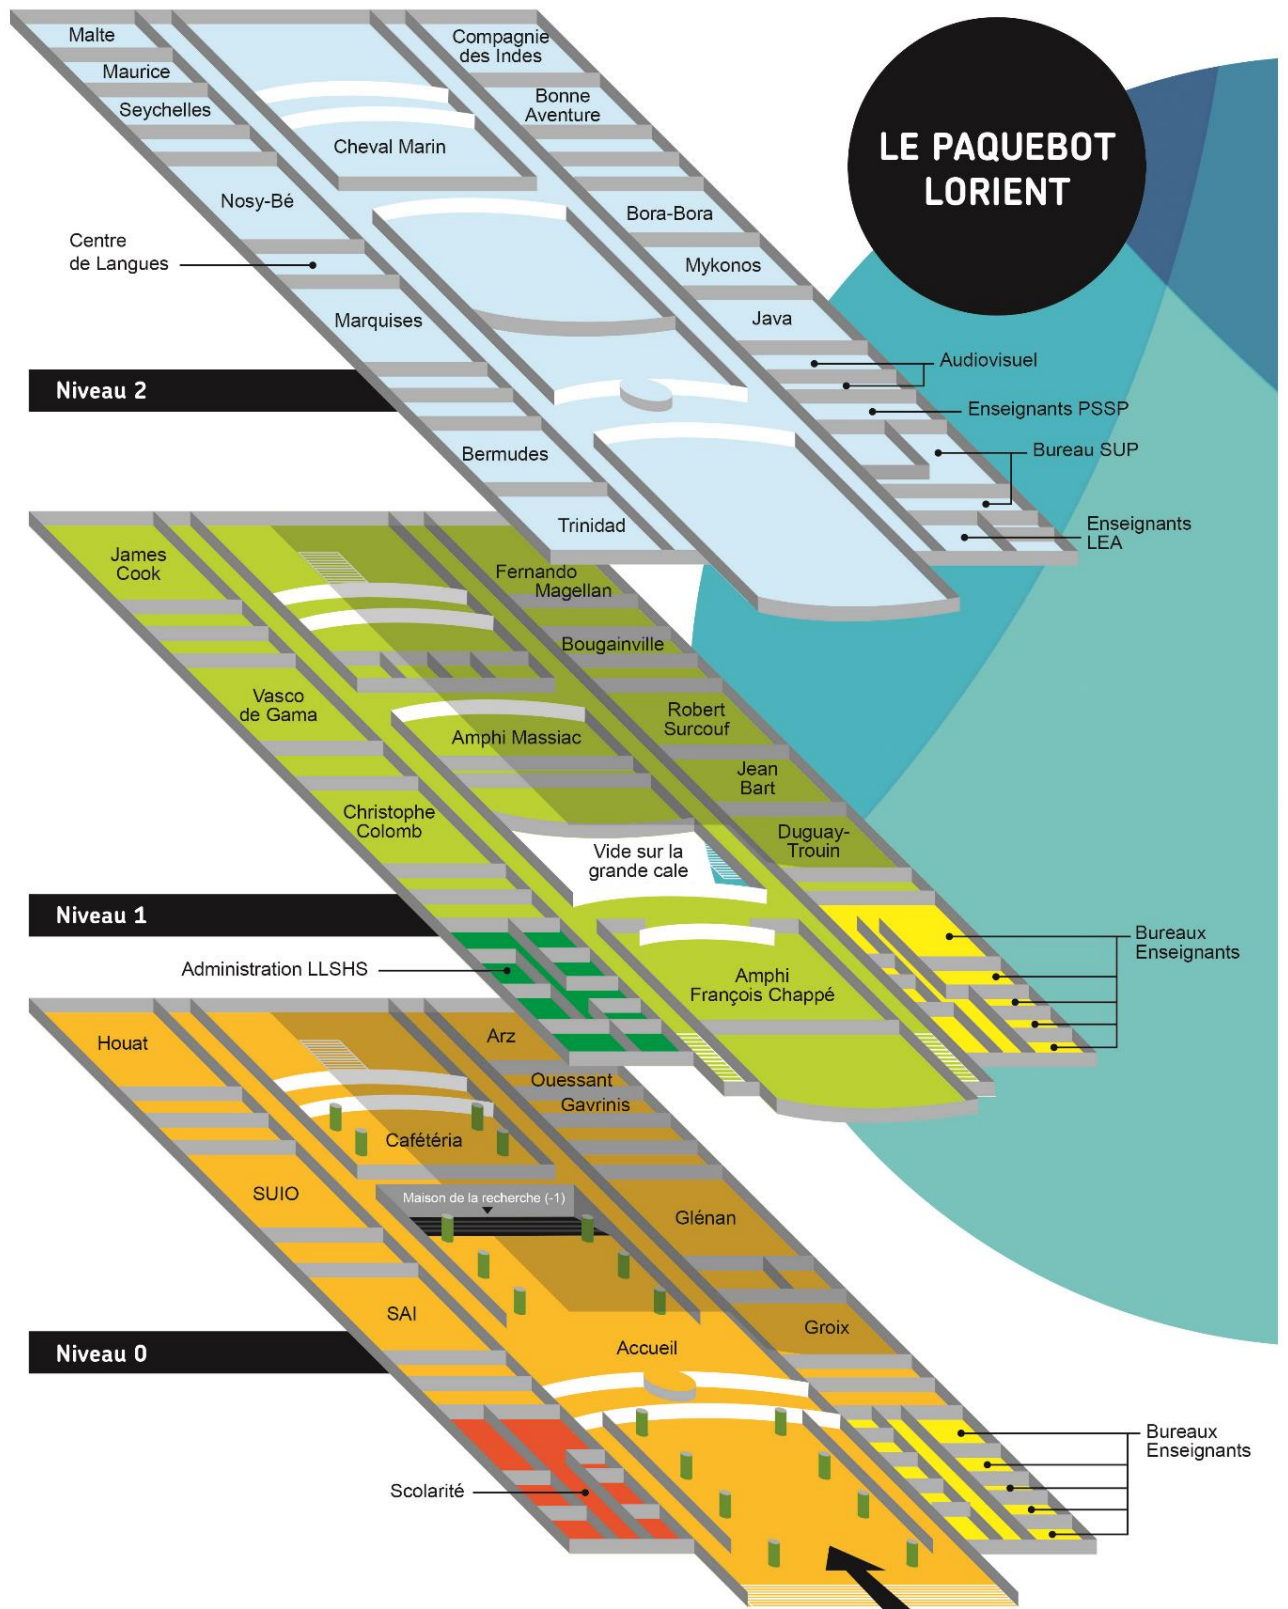 LE PAQUEBOT
LORIENT
Malte
Maurice
Seychelles
Nosy-Bé
Centre
de Langues
Marquises
Bermudes
Trinidad
Cheval Marin
Compagnie
des Indes
Bonne
Aventure
Bora-Bora
Mykonos
Java
Audiovisuel
Enseignants PSSP
Bureau SUP
Enseignants
LEA
Niveau 2
James
Cook
Vasco
de Gama
Christophe
Colomb
Administration LLSHS
Amphi Massiac
Vide sur la
grande cale
Amphi
François Chappé
Fernando
Magellan
Bougainville
Robert
Surcouf
Jean
Bart
Duguay-
Trouin
Bureaux
Enseignants
Niveau 1
Houat
SUIO
SAI
Scolarité
Cafétéria
Maison de la recherche (-1)
Accueil
Arz
Ouessant
Gavrinis
Glénan
Groix
Bureaux
Enseignants
Niveau 0